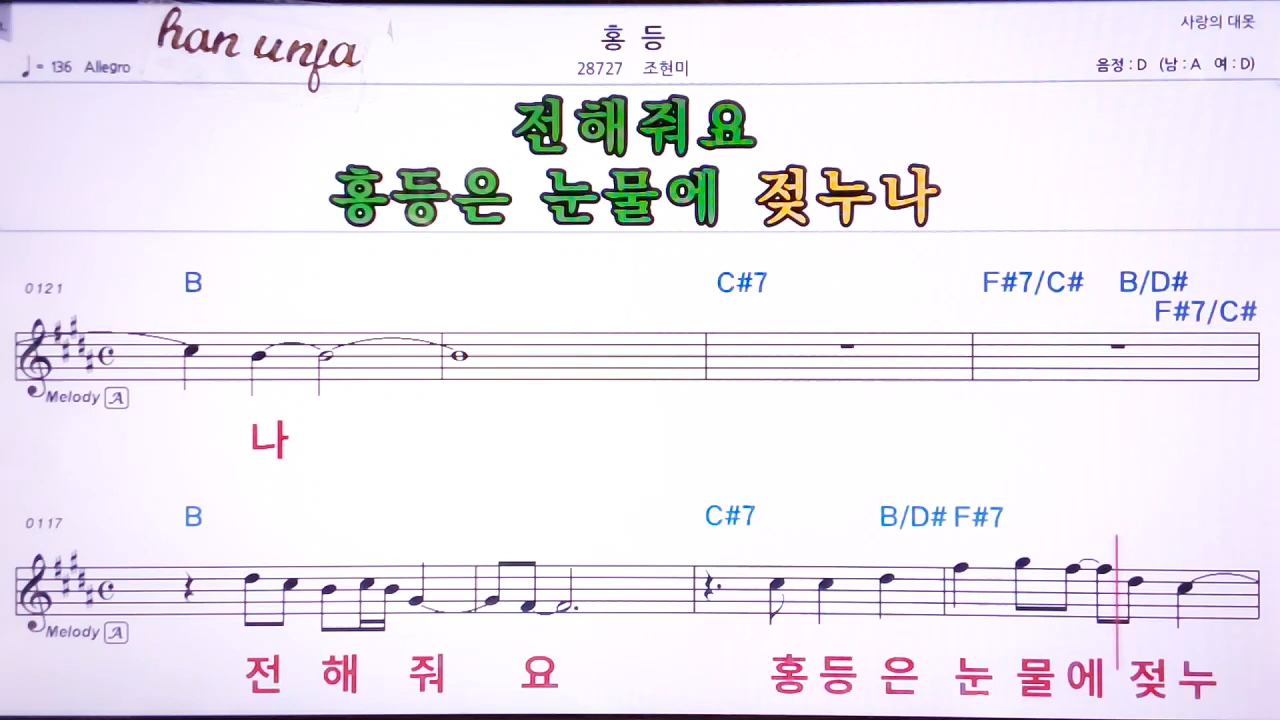 han unja
홍 등
사랑의 대못
♩ = 136 Allegro
28727 조현미
음정 : D (남 : A 여 : D)
전해줘요
홍등은 눈물에 젖누나
0121 B C#7 F#7/C# B/D#
F#7/C#
Melody A
나
0117 B C#7 B/D# F#7
Melody A
전 해 줘 요 홍 등 은 눈 물 에 젖 누